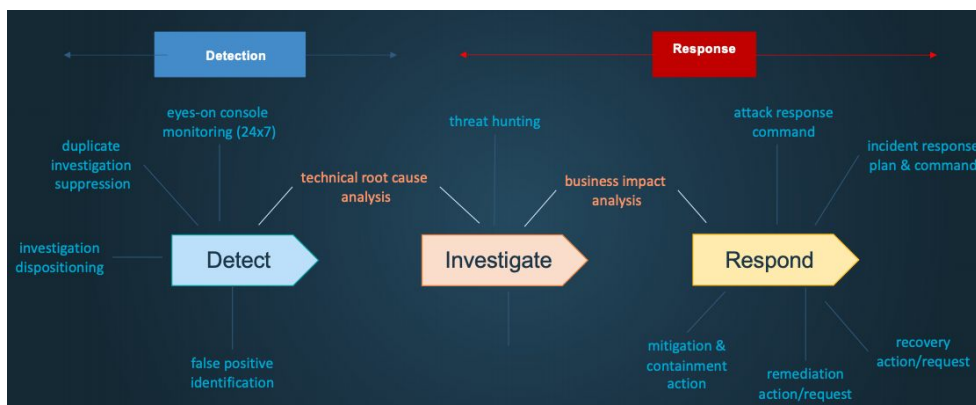 Detection
Response
eyes-on console
monitoring (24x7)
threat hunting
attack response
command
duplicate
investigation
suppression
incident response
plan & command
technical root cause
analysis
business impact
analysis
investigation
dispositioning
Detect
Investigate
Respond
false positive
identification
mitigation &
containment
action
remediation
action/request
recovery
action/request